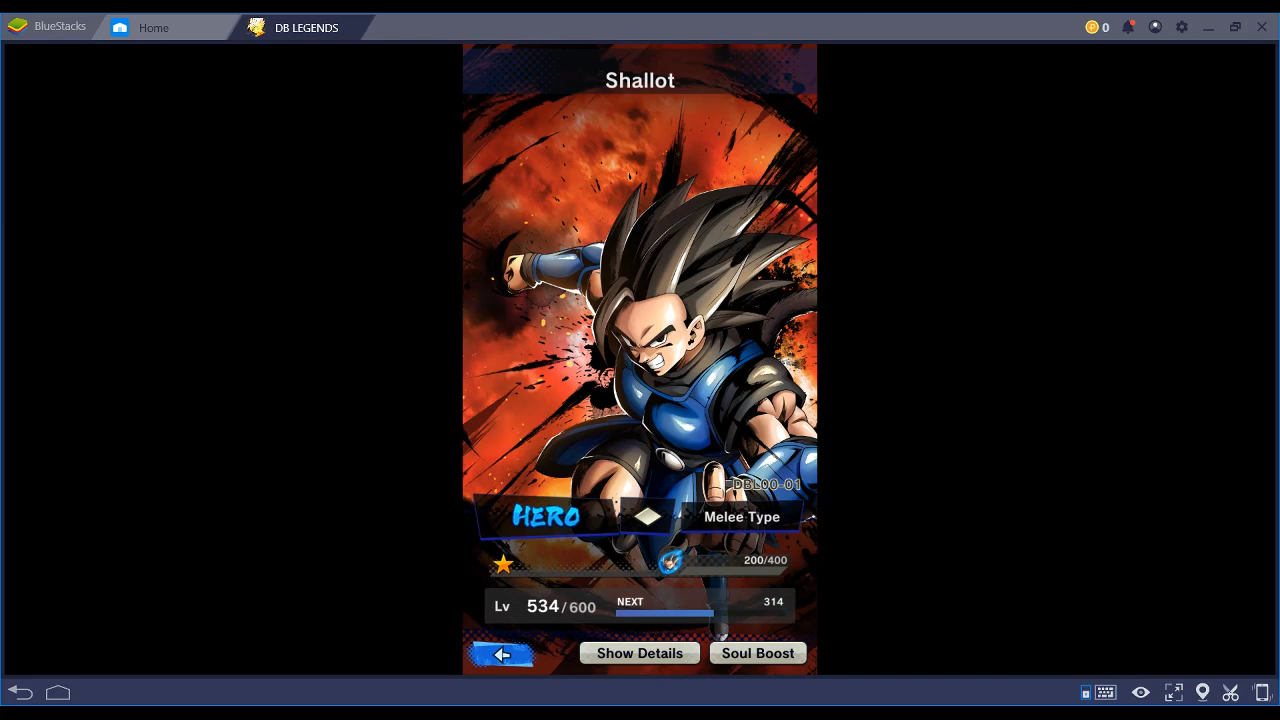 BlueStacks
Home
DB LEGENDS
0
Shallot
DBL00-01
HERO
Melee Type
200/400
Lv 534/600 NEXT 314
Show Details
Soul Boost